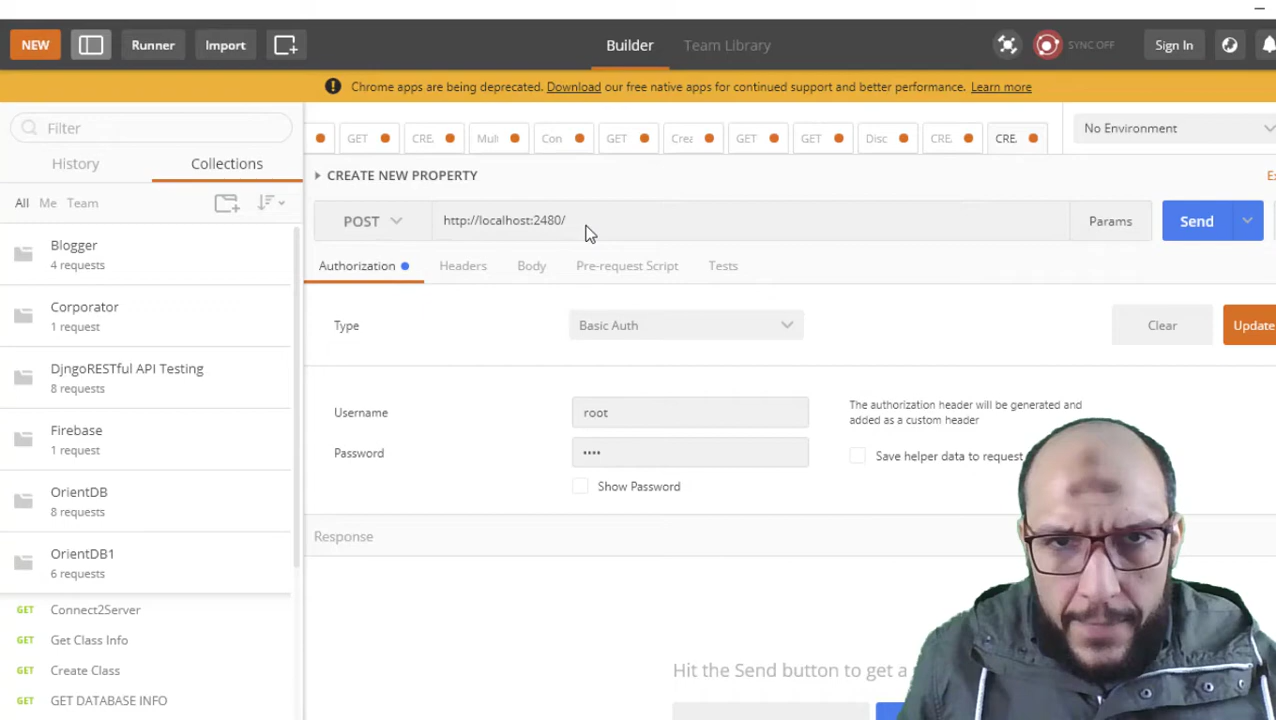 NEW Runner Import Builder Team Library SYNC OFF Sign In
Chrome apps are being deprecated. Download our free native apps for continued support and better performance. Learn more
Filter
GET CRE. Mul Con GET Crea GET GET Disc CRE. CRE. No Environment
History Collections
CREATE NEW PROPERTY
All Me Team
POST http://localhost:2480/ Params Send
Blogger
4 requests
Authorization Headers Body Pre-request Script Tests
Corporator
1 request
Type Basic Auth Clear Update
DjngoRESTful API Testing
8 requests
Username root The authorization header will be generated and
added as a custom header
Firebase
1 request
Password •••• Save helper data to request
Show Password
OrientDB
8 requests
Response
OrientDB1
6 requests
GET Connect2Server
GET Get Class Info
GET Create Class
Hit the Send button to get a
GET GET DATABASE INFO